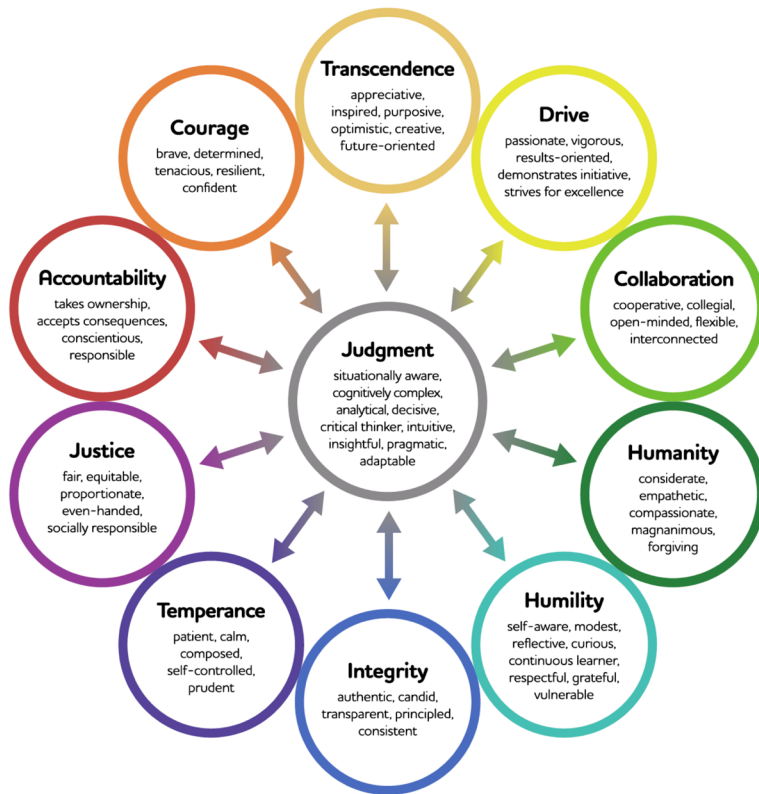 Transcendence
appreciative,
inspired, purposive,
optimistic, creative,
future-oriented
Drive
passionate, vigorous,
results-oriented,
demonstrates initiative,
strives for excellence
Collaboration
cooperative, collegial,
open-minded, flexible,
interconnected
Humanity
considerate,
empathetic,
compassionate,
magnanimous,
forgiving
Humility
self-aware, modest,
reflective, curious,
continuous learner,
respectful, grateful,
vulnerable
Integrity
authentic, candid,
transparent, principled,
consistent
Temperance
patient, calm,
composed,
self-controlled,
prudent
Justice
fair, equitable,
proportionate,
even-handed,
socially responsible
Accountability
takes ownership,
accepts consequences,
conscientious,
responsible
Courage
brave, determined,
tenacious, resilient,
confident
Judgment
situationally aware,
cognitively complex,
analytical, decisive,
critical thinker, intuitive,
insightful, pragmatic,
adaptable